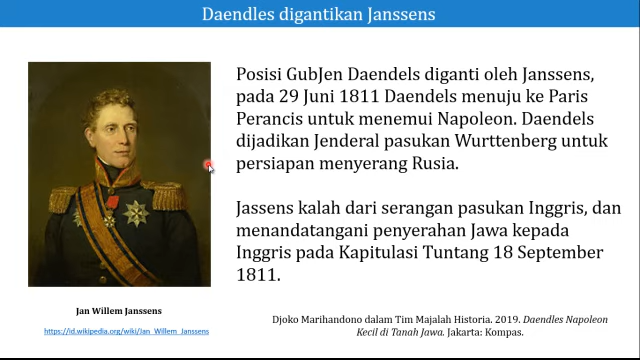 Daendles digantikan Janssens
Posisi GubJen Daendels diganti oleh Janssens,
pada 29 Juni 1811 Daendels menuju ke Paris
Perancis untuk menemui Napoleon. Daendels
dijadikan Jenderal pasukan Wurttenberg untuk
persiapan menyerang Rusia.
Jassens kalah dari serangan pasukan Inggris, dan
menandatangani penyerahan Jawa kepada
Inggris pada Kapitulasi Tuntang 18 September
1811.
Jan Willem Janssens
https://id.wikipedia.org/wiki/Jan_Willem_Janssens
Djoko Marihandono dalam Tim Majalah Historia. 2019. Daendles Napoleon
Kecil di Tanah Jawa. Jakarta: Kompas.